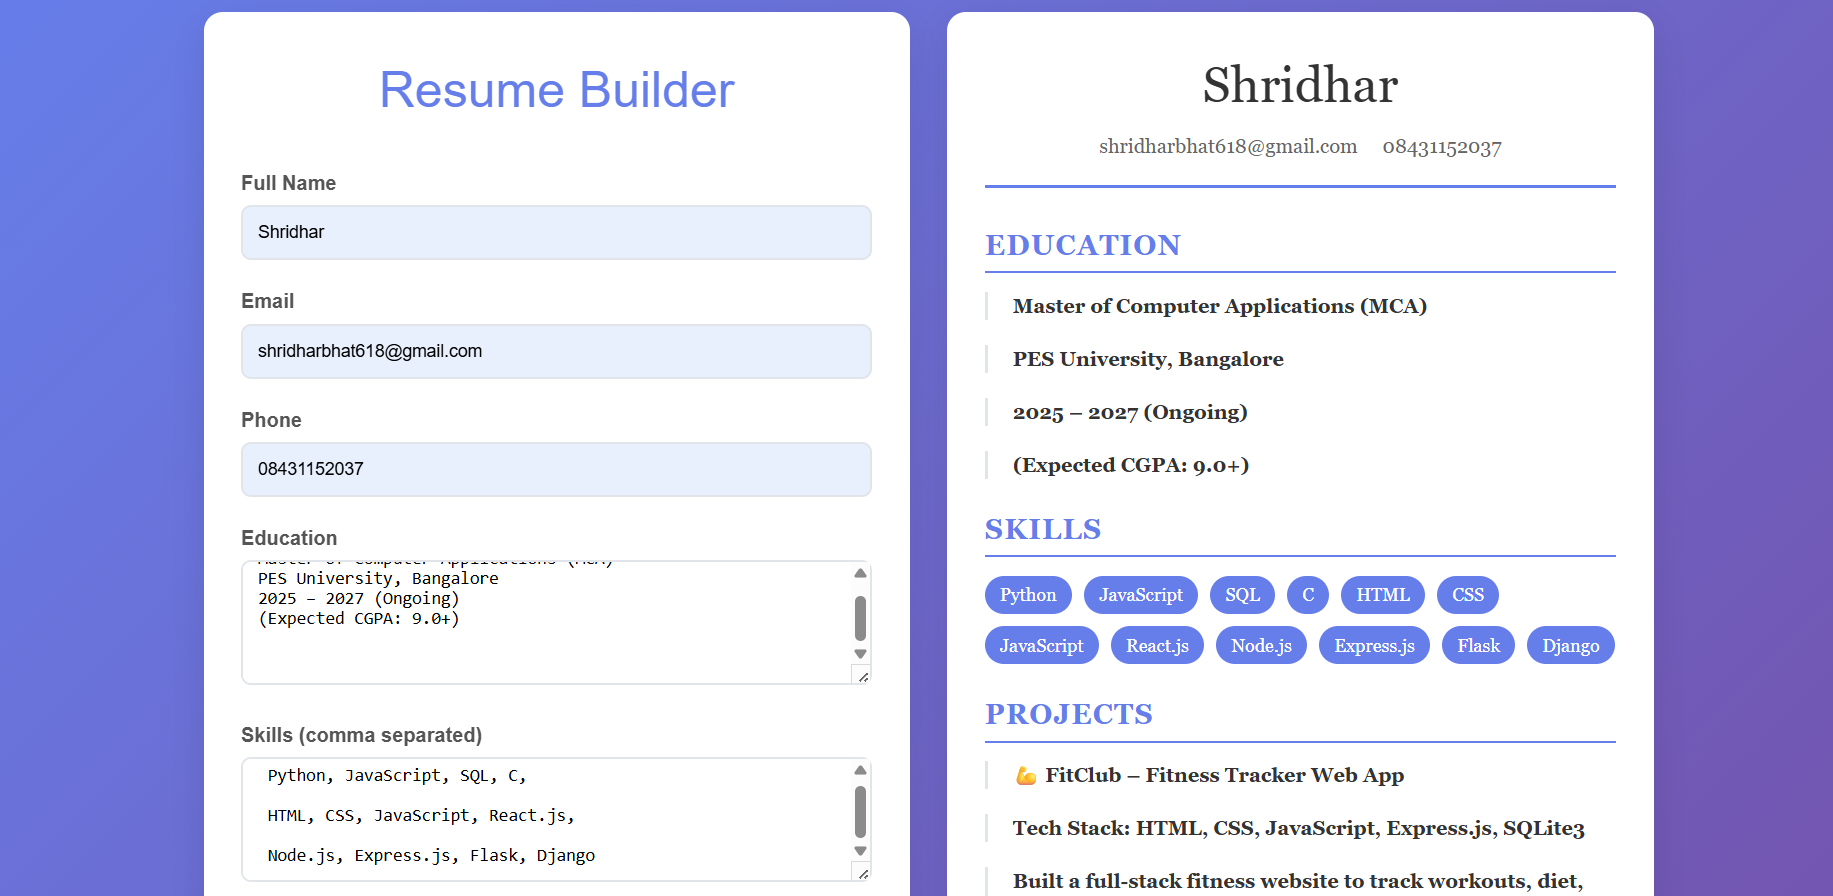 Resume Builder
Full Name
Shridhar
Email
shridharbhat618@gmail.com
Phone
08431152037
Education
Master of Computer Applications (MCA)
PES University, Bangalore
2025 – 2027 (Ongoing)
(Expected CGPA: 9.0+)
Skills (comma separated)
Python, JavaScript, SQL, C,
HTML, CSS, JavaScript, React.js,
Node.js, Express.js, Flask, Django
Shridhar
shridharbhat618@gmail.com 08431152037
EDUCATION
Master of Computer Applications (MCA)
PES University, Bangalore
2025 – 2027 (Ongoing)
(Expected CGPA: 9.0+)
SKILLS
Python JavaScript SQL C HTML CSS
JavaScript React.js Node.js Express.js Flask Django
PROJECTS
💪 FitClub – Fitness Tracker Web App
Tech Stack: HTML, CSS, JavaScript, Express.js, SQLite3
Built a full-stack fitness website to track workouts, diet,